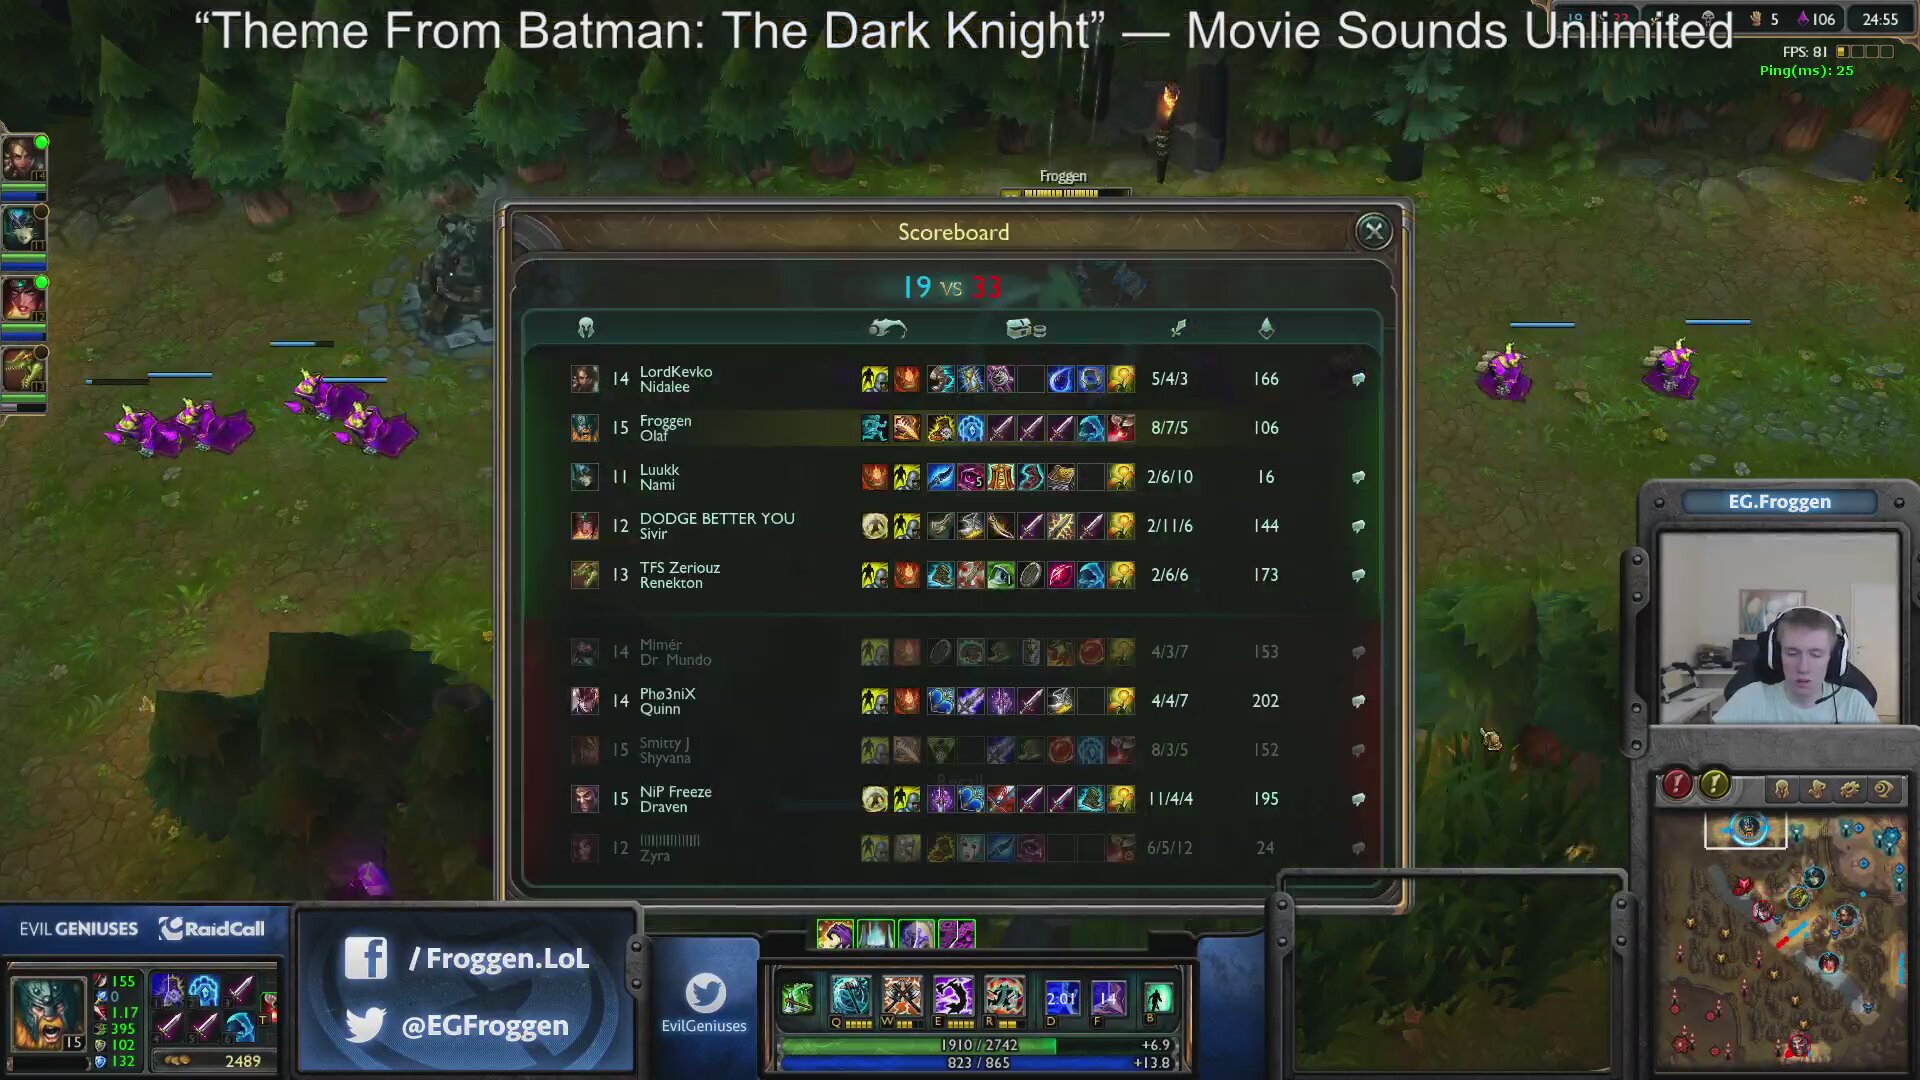 “Theme From Batman: The Dark Knight” — Movie Sounds Unlimited
5 106 24:55
FPS: 81
Ping(ms): 25
Froggen
Scoreboard
19 vs 33
14 LordKevko 5/4/3 166
Nidalee
15 Froggen 8/7/5 106
Olaf
11 Luukk 2/6/10 16
Nami
12 DODGE BETTER YOU 2/11/6 144
Sivir
13 TFS Zeriouz 2/6/6 173
Renekton
14 Mimér 4/3/7 153
Dr. Mundo
14 Phø3niX 4/4/7 202
Quinn
15 Smitty J 8/3/5 152
Shyvana
Recall
15 NiP Freeze 11/4/4 195
Draven
12 6/5/12 24
Zyra
EG.Froggen
EVIL GENIUSES RaidCall
/Froggen.LoL
@EGFroggen
EvilGeniuses
155
0
1.17
395
102
132
15
2489
Q W E R
2:01 14
D F B
1910 / 2742 +6.9
823 / 865 +13.8